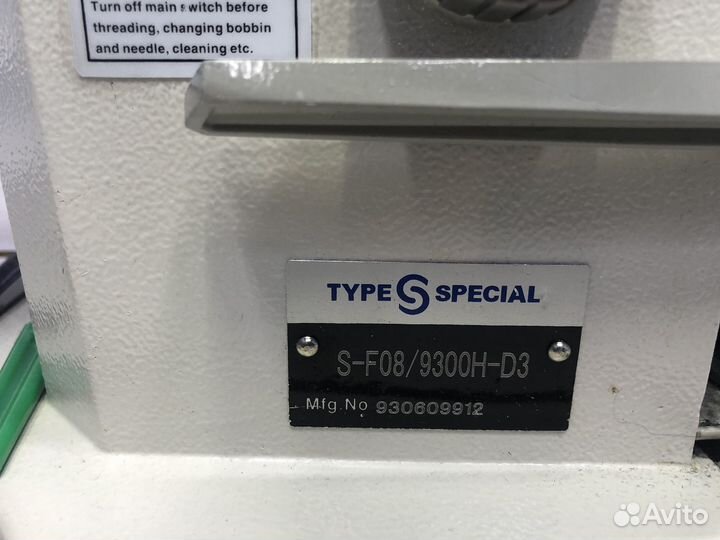 Turn off main switch before
threading, changing bobbin
and needle, cleaning etc.
TYPE S SPECIAL
S-F08/9300H-D3
Mfg.No 930609912
Avito